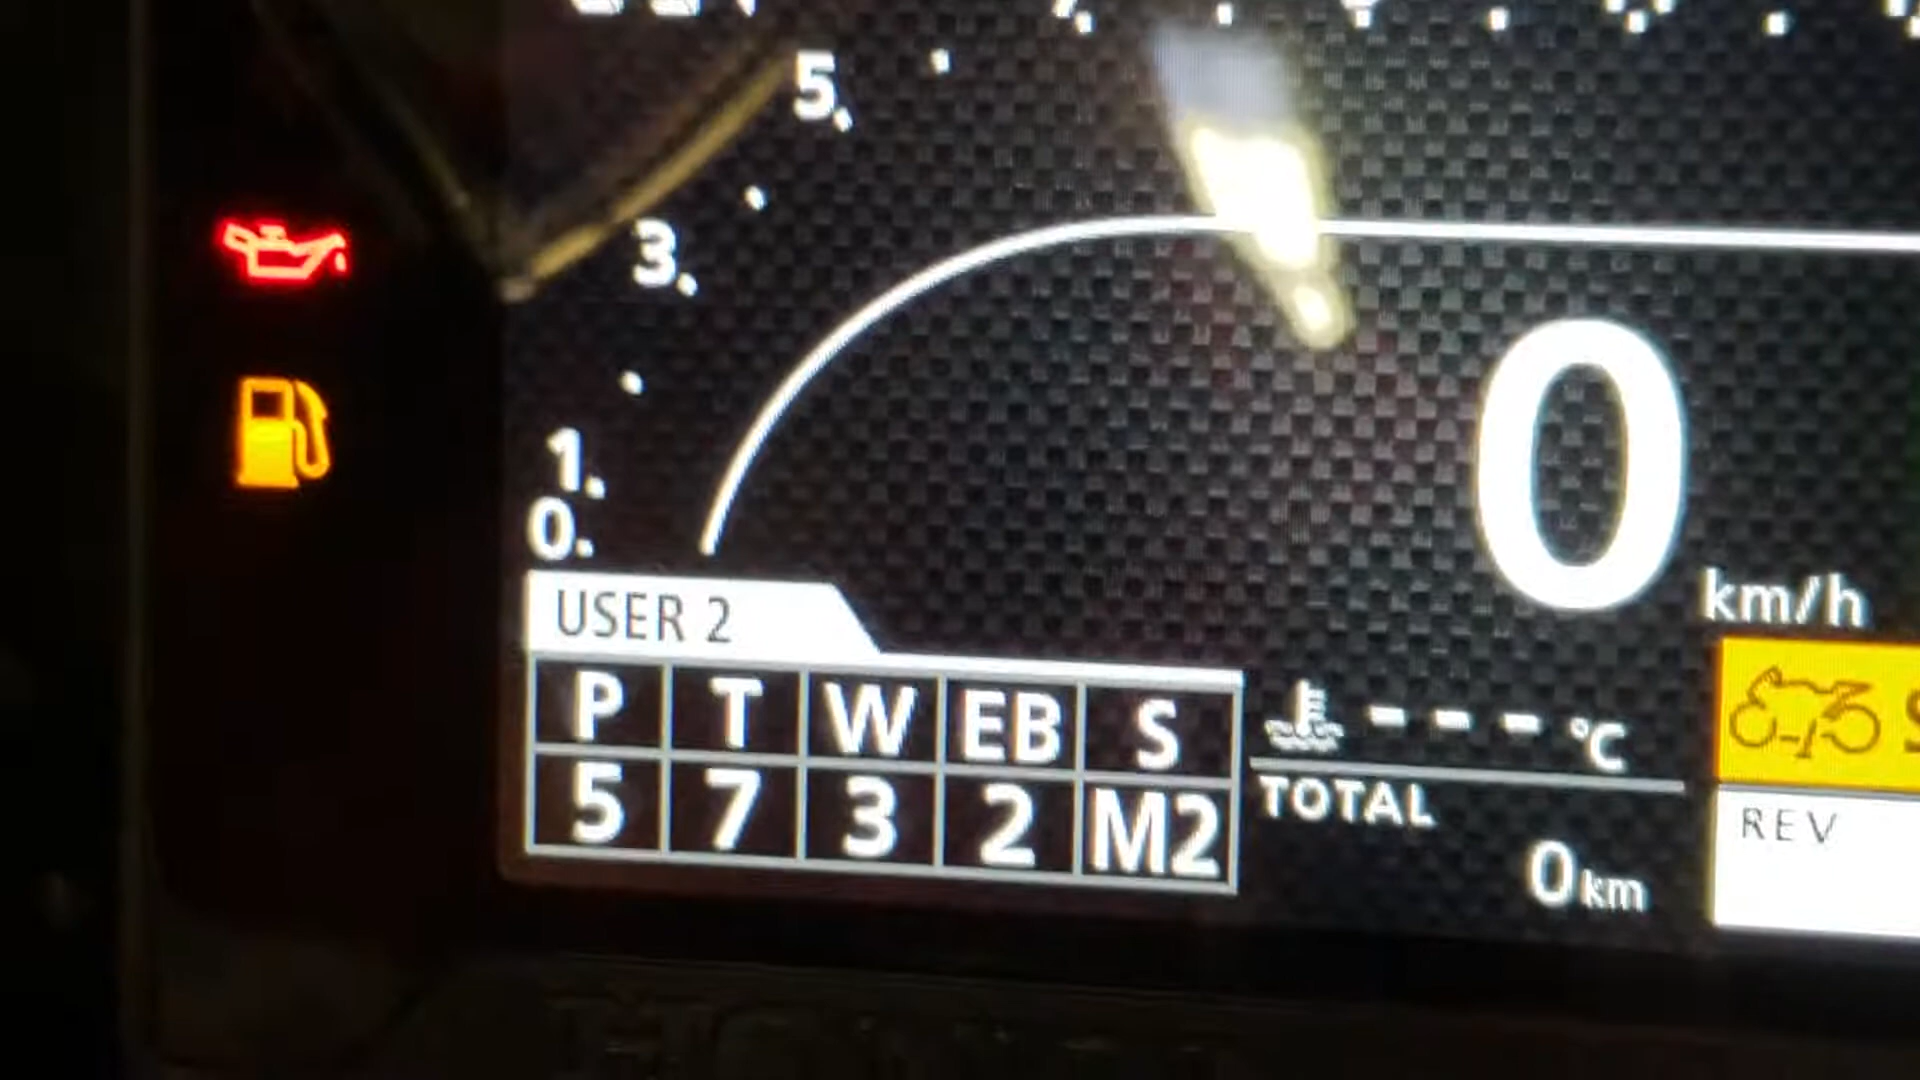 5.
3.
1.
0.
0 km/h
USER 2
P T W EB S
5 7 3 2 M2
--- °C
TOTAL
0 km
REV